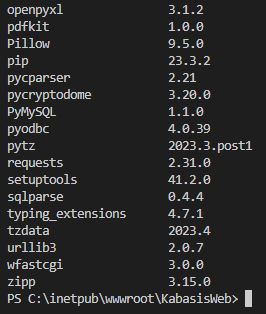 openpyxl 3.1.2
pdfkit 1.0.0
Pillow 9.5.0
pip 23.3.2
pycparser 2.21
pycryptodome 3.20.0
PyMySQL 1.1.0
pyodbc 4.0.39
pytz 2023.3.post1
requests 2.31.0
setuptools 41.2.0
sqlparse 0.4.4
typing_extensions 4.7.1
tzdata 2023.4
urllib3 2.0.7
wfastcgi 3.0.0
zipp 3.15.0
PS C:\inetpub\wwwroot\KabasisWeb>